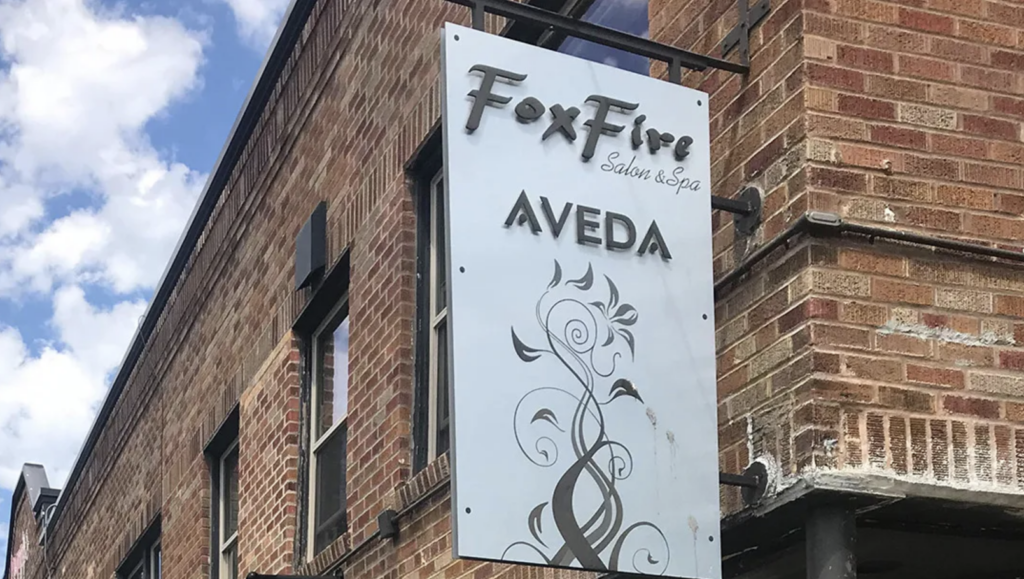 FoxFire
Salon & Spa
AVEDA